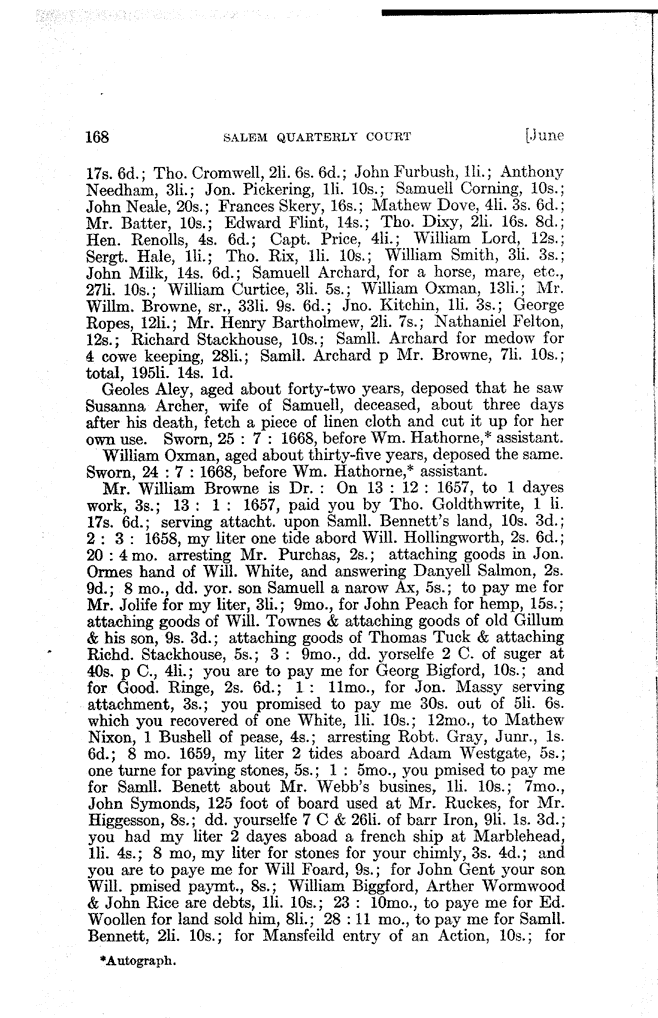 168 SALEM QUARTERLY COURT [June
17s. 6d.; Tho. Cromwell, 2li. 6s. 6d.; John Furbush, 1li.; Anthony
Needham, 3li.; Jon. Pickering, 1li. 10s.; Samuell Corning, 10s.;
John Neale, 20s.; Frances Skery, 16s.; Mathew Dove, 4li. 3s. 6d.;
Mr. Batter, 10s.; Edward Flint, 14s.; Tho. Dixy, 2li. 16s. 8d.;
Hen. Renolls, 4s. 6d.; Capt. Price, 4li.; William Lord, 12s.;
Sergt. Hale, 1li.; Tho. Rix, 1li. 10s.; William Smith, 3li. 3s.;
John Milk, 14s. 6d.; Samuell Archard, for a horse, mare, etc.,
27li. 10s.; William Curtice, 3li. 5s.; William Oxman, 13li.; Mr.
Willm. Browne, sr., 33li. 9s. 6d.; Jno. Kitchin, 1li. 3s.; George
Ropes, 12li.; Mr. Henry Bartholmew, 2li. 7s.; Nathaniel Felton,
12s.; Richard Stackhouse, 10s.; Samll. Archard for medow for
4 cowe keeping, 28li.; Samll. Archard p Mr. Browne, 7li. 10s.;
total, 195li. 14s. 1d.
Geoles Aley, aged about forty-two years, deposed that he saw
Susanna Archer, wife of Samuell, deceased, about three days
after his death, fetch a piece of linen cloth and cut it up for her
own use. Sworn, 25 : 7 : 1668, before Wm. Hathorne,* assistant.
William Oxman, aged about thirty-five years, deposed the same.
Sworn, 24 : 7 : 1668, before Wm. Hathorne,* assistant.
Mr. William Browne is Dr. : On 13 : 12 : 1657, to 1 dayes
work, 3s.; 13 : 1 : 1657, paid you by Tho. Goldthwrite, 1 li.
17s. 6d.; serving attacht. upon Samll. Bennett's land, 10s. 3d.;
2 : 3 : 1658, my liter one tide abord Will. Hollingworth, 2s. 6d.;
20 : 4 mo. arresting Mr. Purchas, 2s.; attaching goods in Jon.
Ormes hand of Will. White, and answering Danyell Salmon, 2s.
9d.; 8 mo., dd. yor. son Samuell a narow Ax, 5s.; to pay me for
Mr. Jolife for my liter, 3li.; 9mo., for John Peach for hemp, 15s.;
attaching goods of Will. Townes & attaching goods of old Gillum
& his son, 9s. 3d.; attaching goods of Thomas Tuck & attaching
Richd. Stackhouse, 5s.; 3 : 9mo., dd. yorselfe 2 C. of suger at
40s. p C., 4li.; you are to pay me for Georg Bigford, 10s.; and
for Good. Ringe, 2s. 6d.; 1 : 11mo., for Jon. Massy serving
attachment, 3s.; you promised to pay me 30s. out of 5li. 6s.
which you recovered of one White, 1li. 10s.; 12mo., to Mathew
Nixon, 1 Bushell of pease, 4s.; arresting Robt. Gray, Junr., 1s.
6d.; 8 mo. 1659, my liter 2 tides aboard Adam Westgate, 5s.;
one turne for paving stones, 5s.; 1 : 5mo., you pmised to pay me
for Samll. Benett about Mr. Webb's busines, 1li. 10s.; 7mo.,
John Symonds, 125 foot of board used at Mr. Ruckes, for Mr.
Higgesson, 8s.; dd. yourselfe 7 C & 26li. of barr Iron, 9li. 1s. 3d.;
you had my liter 2 dayes aboad a french ship at Marblehead,
1li. 4s.; 8 mo, my liter for stones for your chimly, 3s. 4d.; and
you are to paye me for Will Foard, 9s.; for John Gent your son
Will. pmised paymt., 8s.; William Biggford, Arther Wormwood
& John Rice are debts, 1li. 10s.; 23 : 10mo., to paye me for Ed.
Woollen for land sold him, 8li.; 28 : 11 mo., to pay me for Samll.
Bennett, 2li. 10s.; for Mansfeild entry of an Action, 10s.; for
*Autograph.